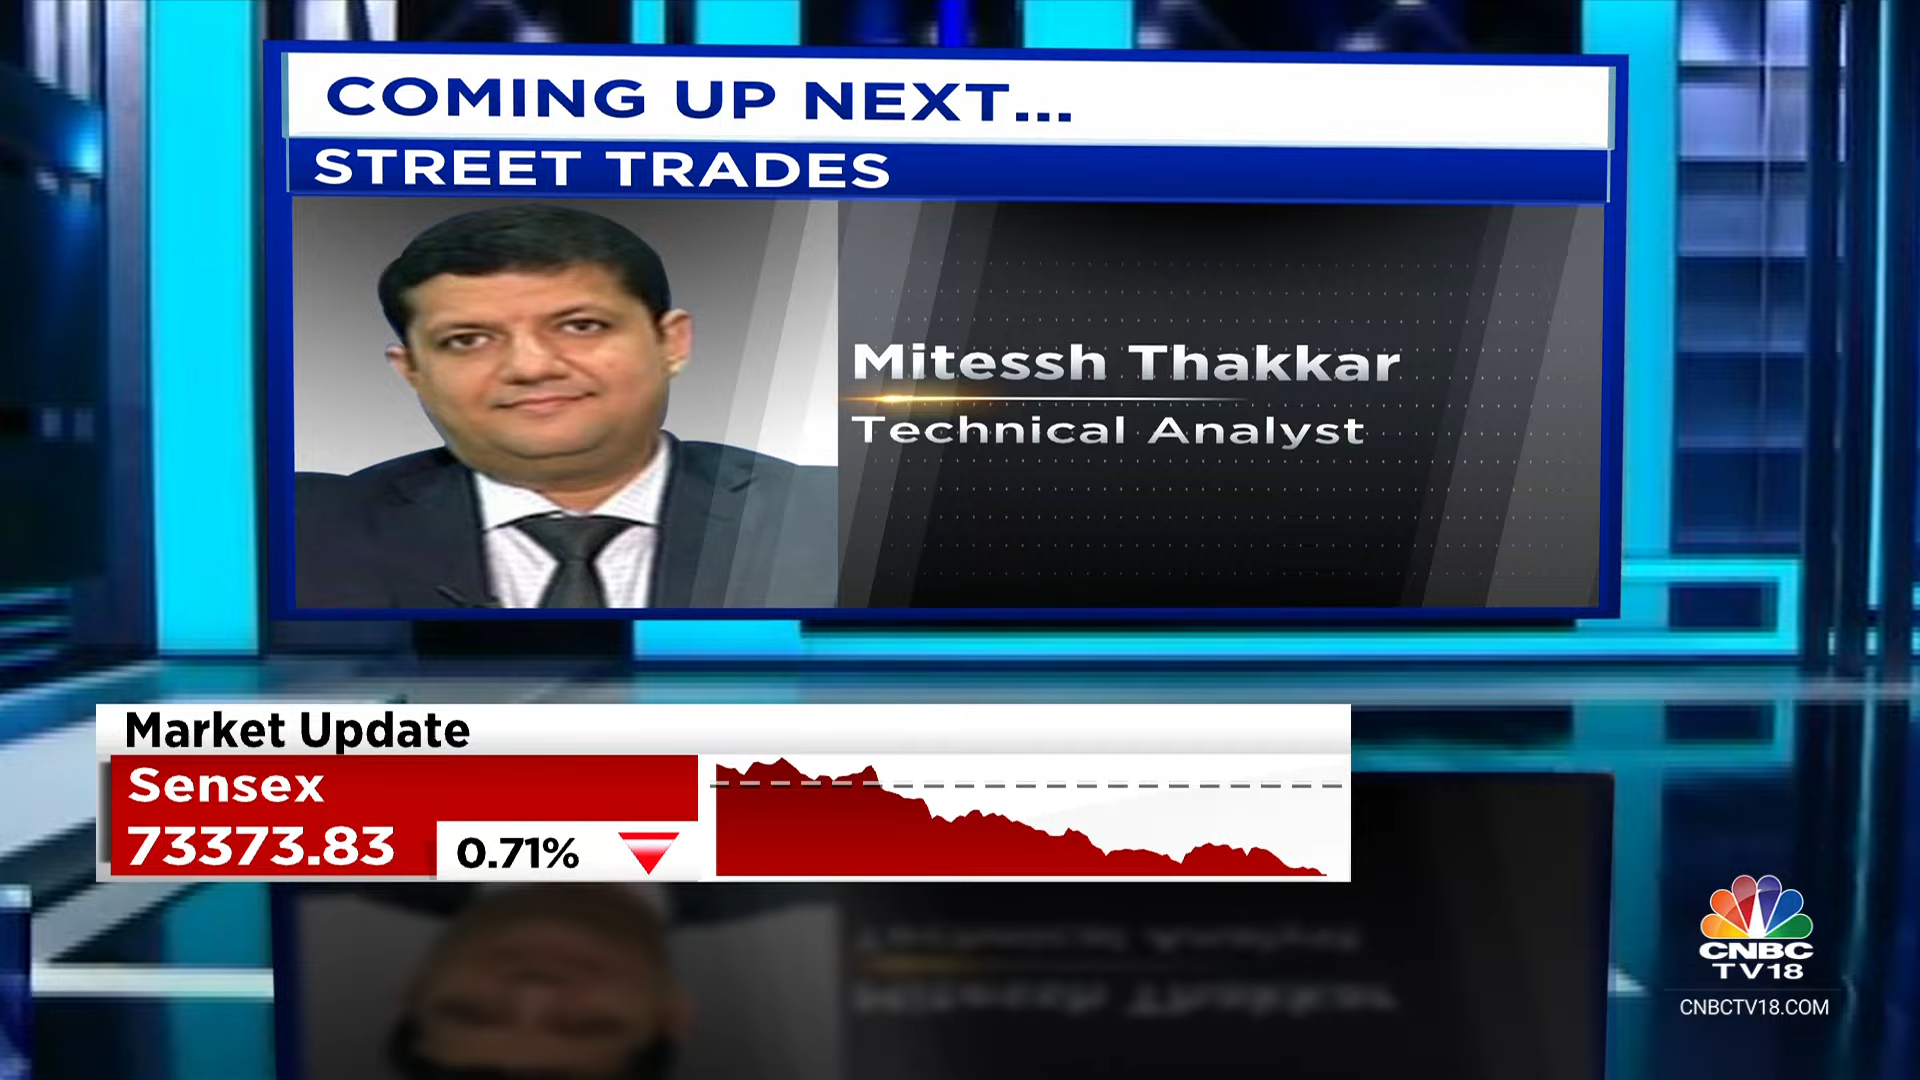 COMING UP NEXT...
STREET TRADES
Mitessh Thakkar
Technical Analyst
Market Update
Sensex
73373.83
0.71%
CNBC
TV18
CNBCTV18.COM